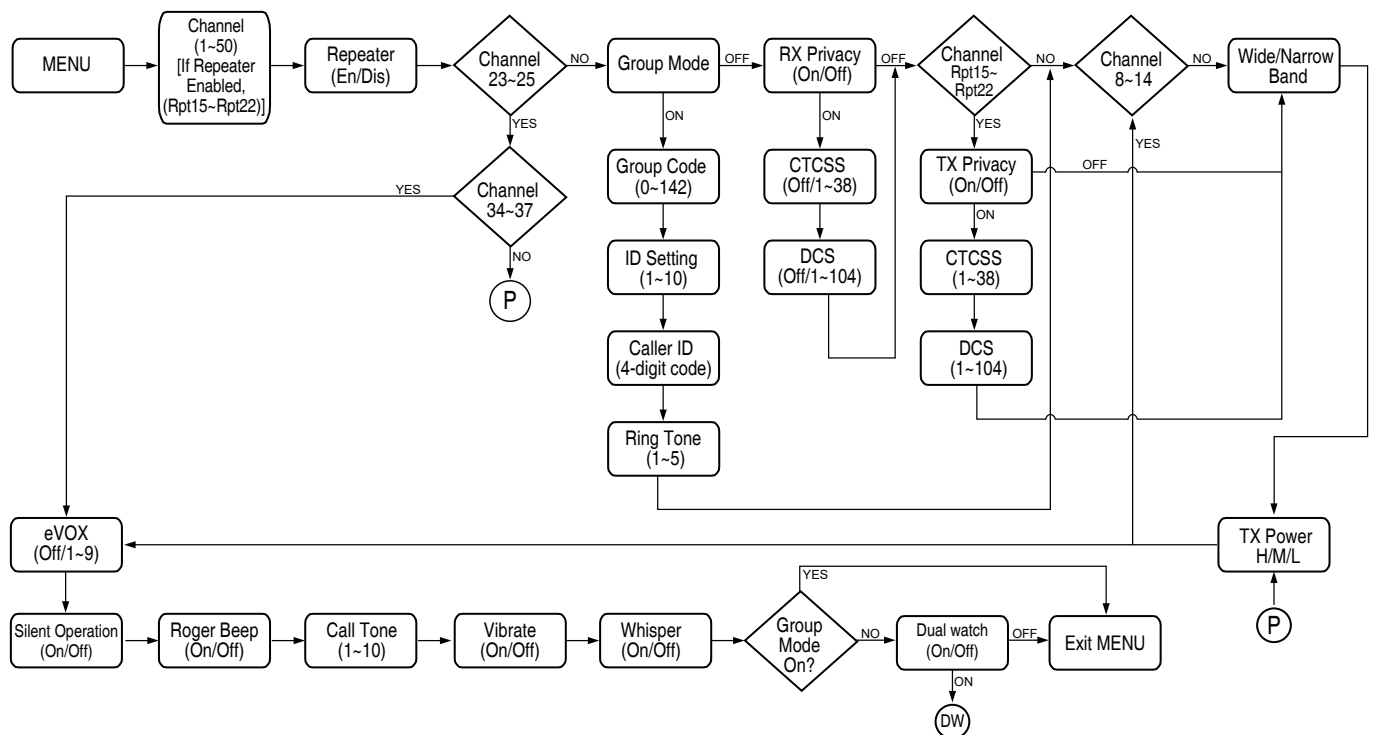 MENU
Channel
(1~50)
[If Repeater
Enabled,
(Rpt15~Rpt22)]
Repeater
(En/Dis)
Channel
23~25
NO
YES
Group Mode
OFF
ON
RX Privacy
(On/Off)
OFF
ON
Channel
Rpt15~
Rpt22
NO
YES
Channel
8~14
NO
YES
Wide/Narrow
Band
Channel
34~37
YES
NO
P
Group Code
(0~142)
ID Setting
(1~10)
Caller ID
(4-digit code)
Ring Tone
(1~5)
CTCSS
(Off/1~38)
DCS
(Off/1~104)
TX Privacy
(On/Off)
OFF
ON
CTCSS
(1~38)
DCS
(1~104)
eVOX
(Off/1~9)
TX Power
H/M/L
P
Silent Operation
(On/Off)
Roger Beep
(On/Off)
Call Tone
(1~10)
Vibrate
(On/Off)
Whisper
(On/Off)
Group
Mode
On?
YES
NO
Dual watch
(On/Off)
OFF
ON
DW
Exit MENU